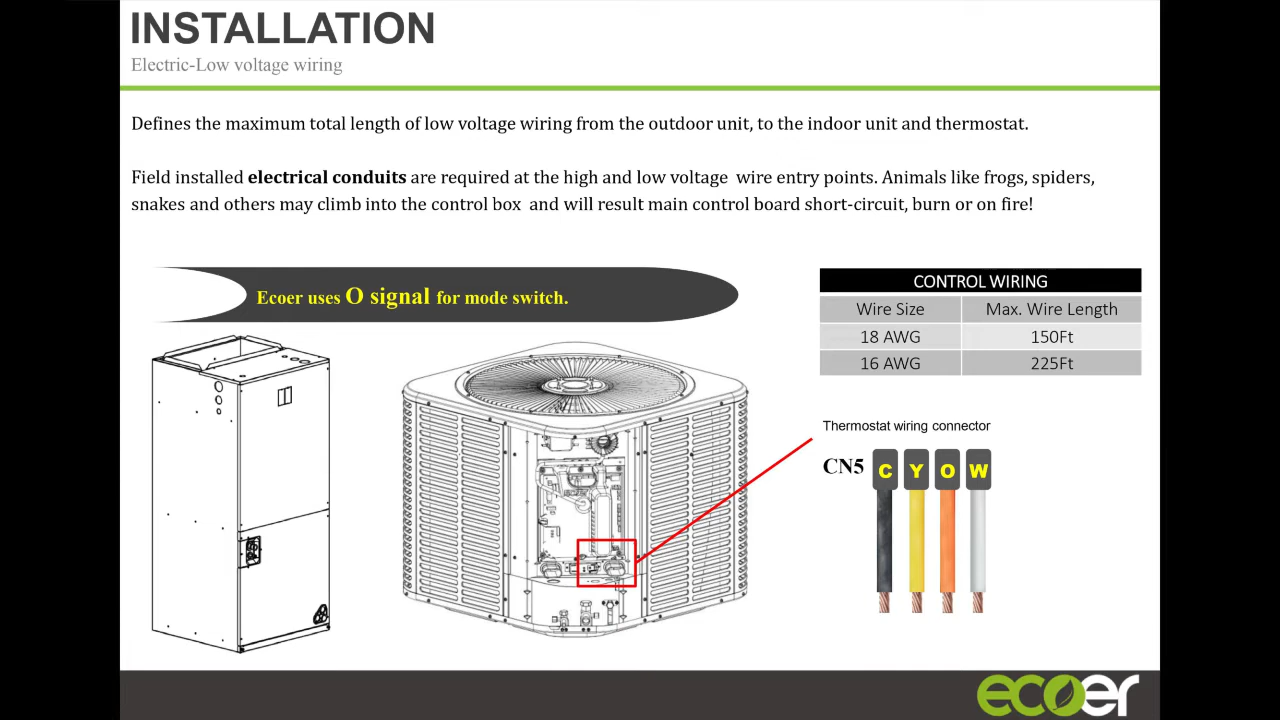 INSTALLATION
Electric-Low voltage wiring
Defines the maximum total length of low voltage wiring from the outdoor unit, to the indoor unit and thermostat.
Field installed electrical conduits are required at the high and low voltage wire entry points. Animals like frogs, spiders,
snakes and others may climb into the control box and will result main control board short-circuit, burn or on fire!
Ecoer uses O signal for mode switch.
CONTROL WIRING
Wire Size Max. Wire Length
18 AWG 150Ft
16 AWG 225Ft
Thermostat wiring connector
CN5 C Y O W
ecoer